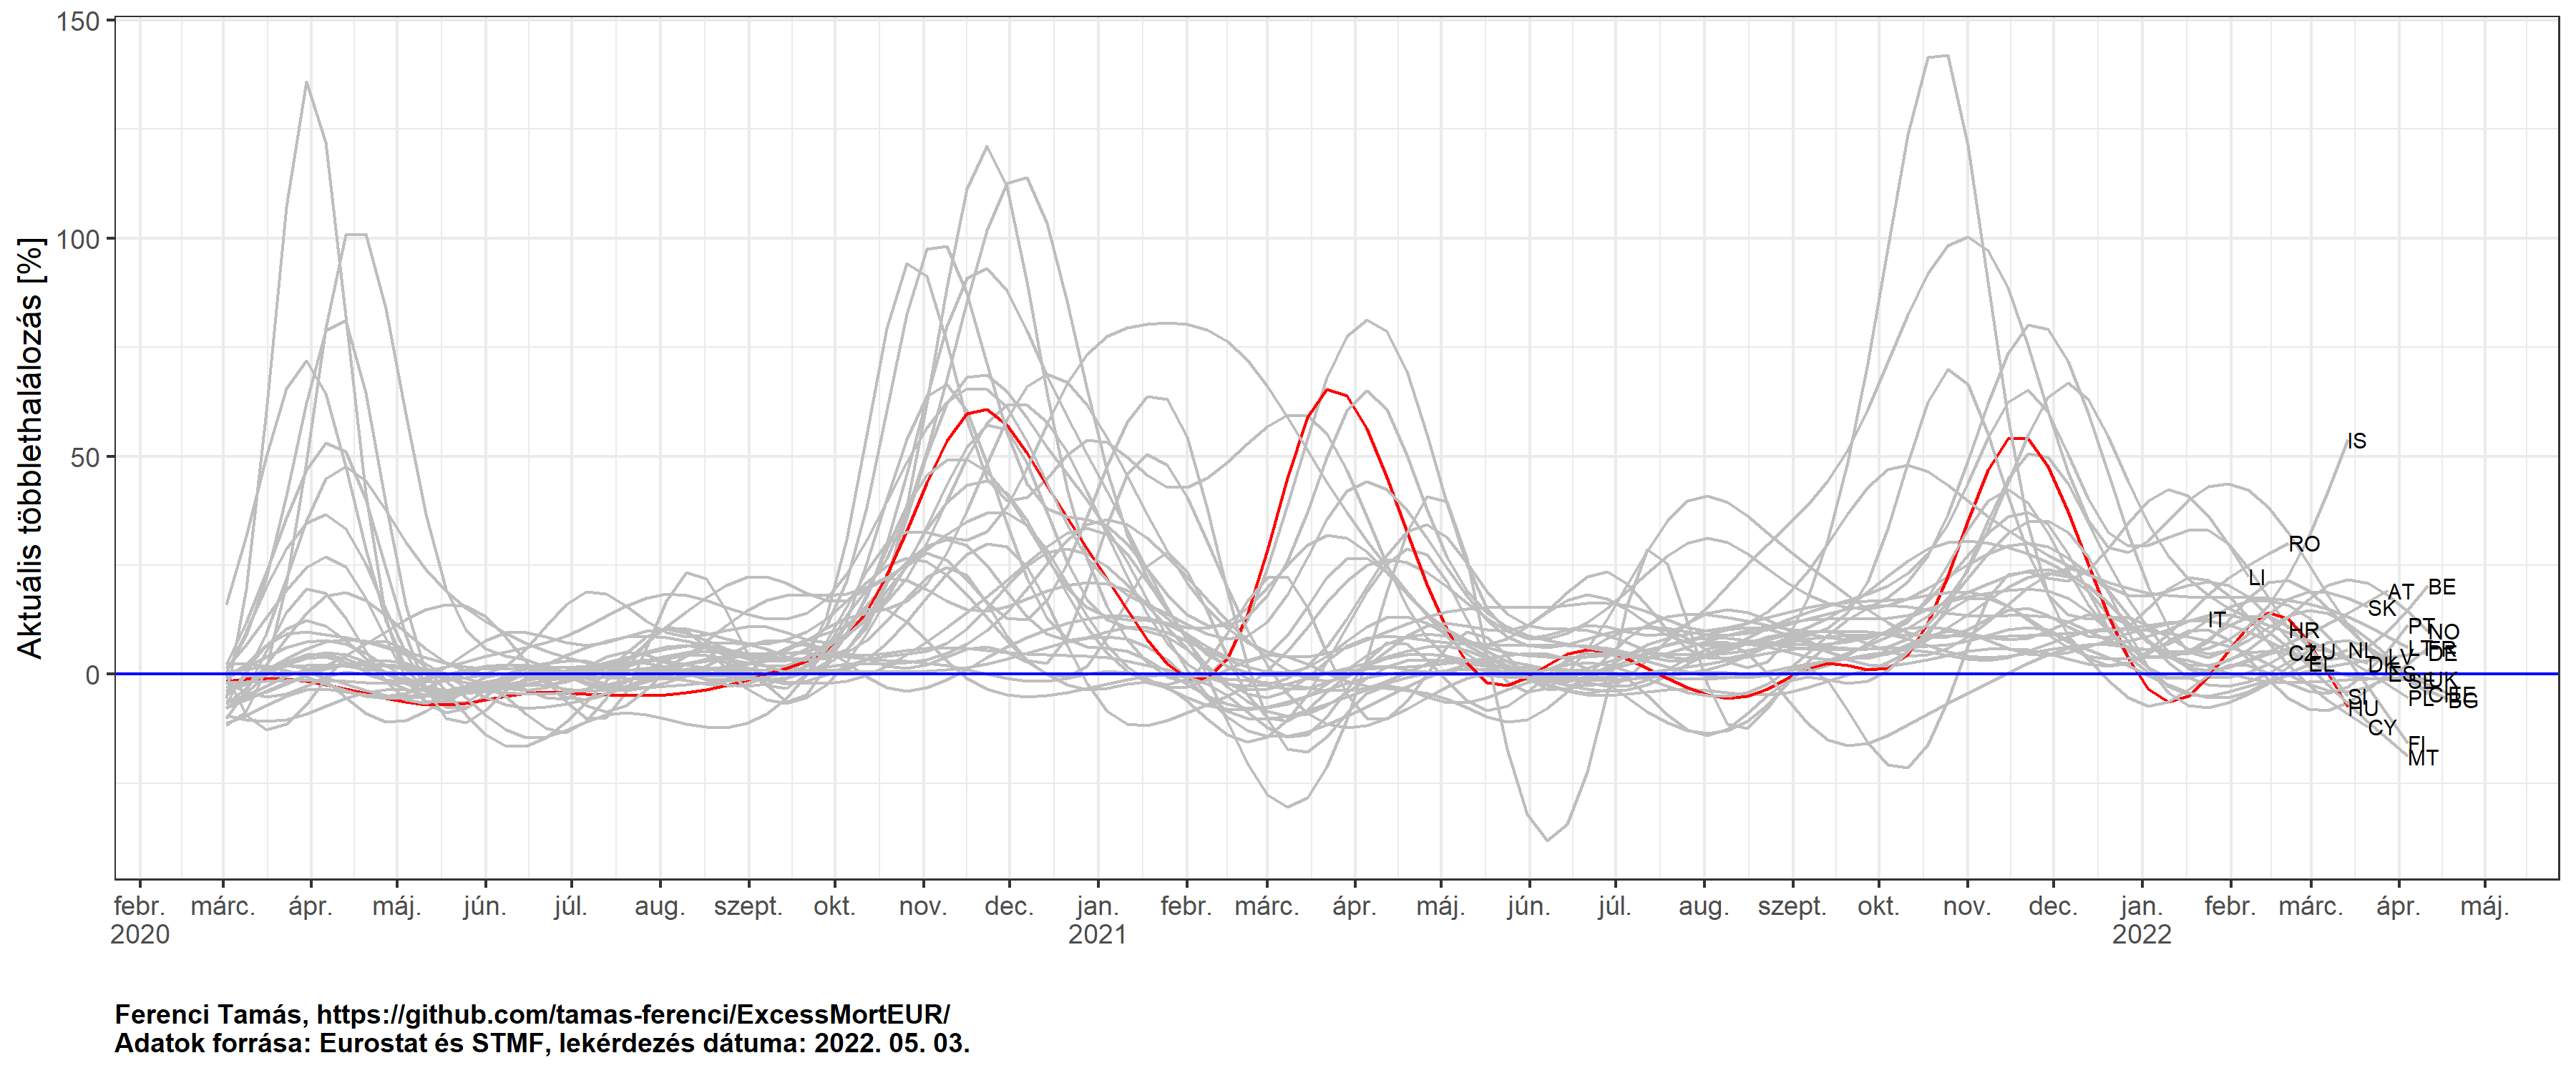 Aktuális többlethalálozás [%]
150
100
50
0
IS
RO
LI
IT
AT
BE
SK
HR
PT
NO
CZ
NL
LT
FR
DE
LV
EL
DK
ES
UK
SI
PL
BG
HU
CY
FI
MT
febr. márc. ápr. máj. jún. júl. aug. szept. okt. nov. dec. jan. febr. márc. ápr. máj. jún. júl. aug. szept. okt. nov. dec. jan. febr. márc. ápr. máj.
2020 2021 2022
Ferenci Tamás, https://github.com/tamas-ferenci/ExcessMortEUR/
Adatok forrása: Eurostat és STMF, lekérdezés dátuma: 2022. 05. 03.